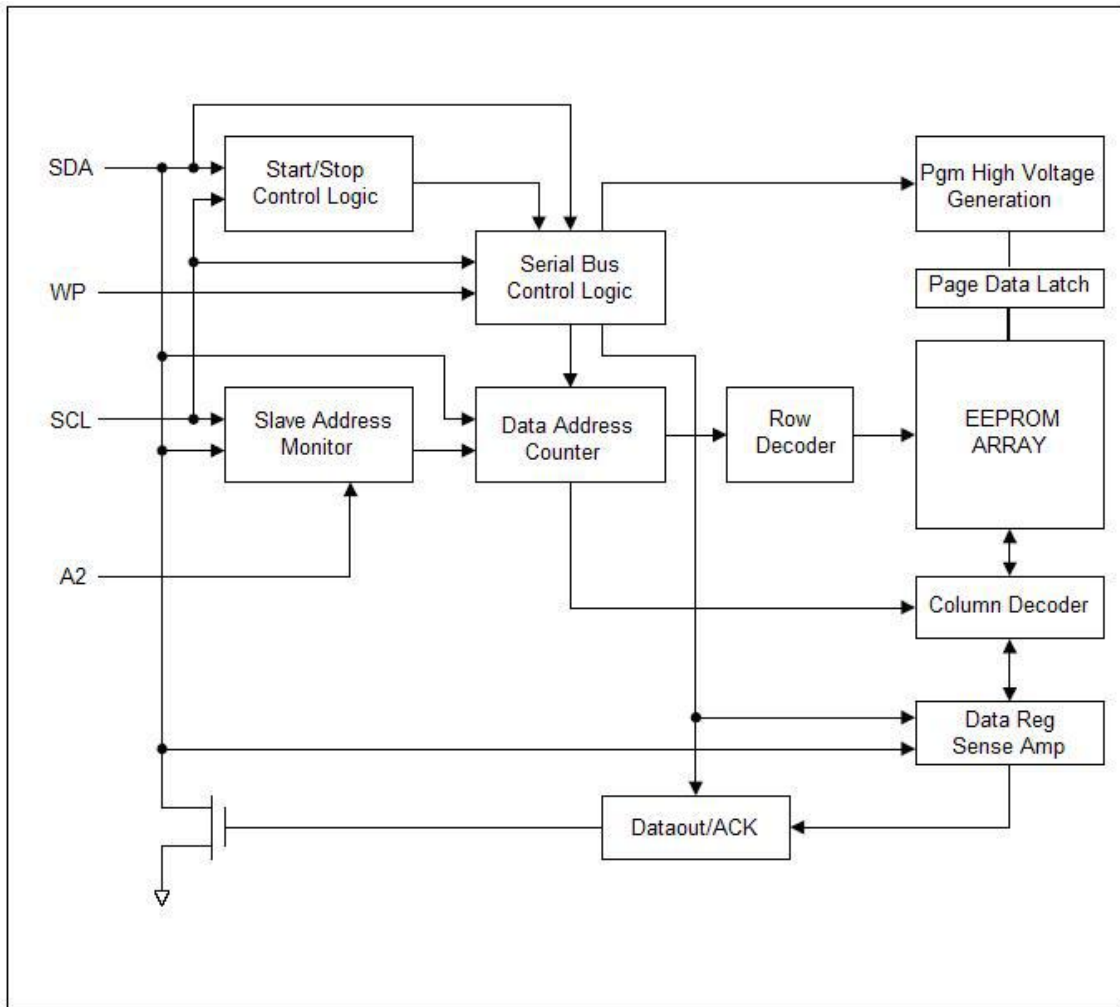 SDA
Start/Stop
Control Logic
Pgm High Voltage
Generation
WP
Serial Bus
Control Logic
Page Data Latch
SCL
Slave Address
Monitor
Data Address
Counter
Row
Decoder
EEPROM
ARRAY
A2
Column Decoder
Data Reg
Sense Amp
Dataout/ACK